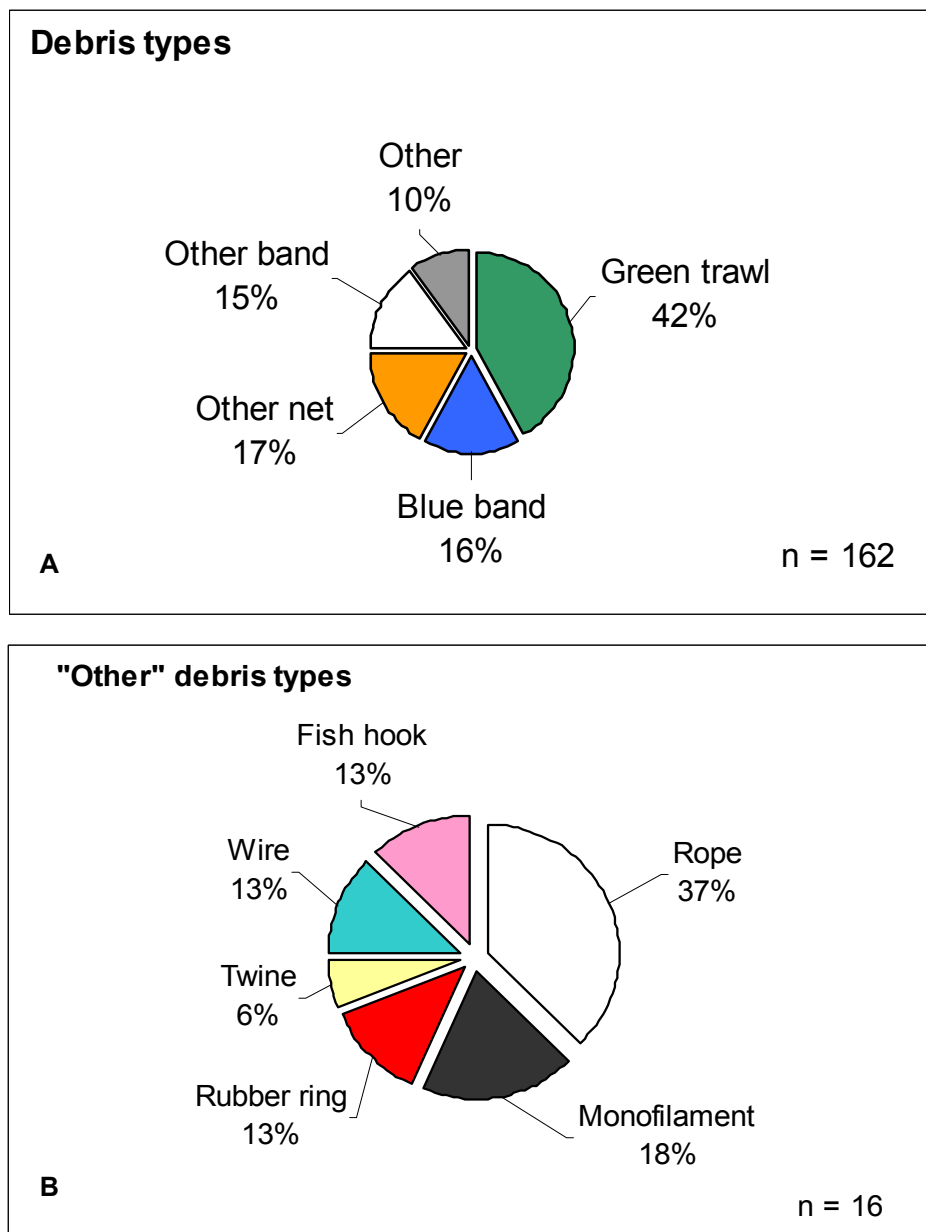 Debris types
Other
10%
Other band
15%
Green trawl
42%
Other net
17%
Blue band
16%
A
n = 162
"Other" debris types
Fish hook
13%
Wire
13%
Rope
37%
Twine
6%
Rubber ring
13%
Monofilament
18%
B
n = 16